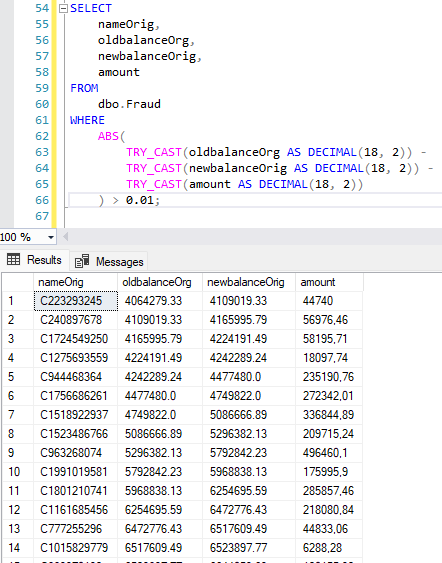 54 SELECT
55 nameOrig,
56 oldbalanceOrg,
57 newbalanceOrig,
58 amount
59 FROM
60 dbo.Fraud
61 WHERE
62 ABS(
63 TRY_CAST(oldbalanceOrg AS DECIMAL(18, 2)) -
64 TRY_CAST(newbalanceOrig AS DECIMAL(18, 2)) -
65 TRY_CAST(amount AS DECIMAL(18, 2))
66 ) > 0.01;
67
100 %
Results Messages
nameOrig oldbalanceOrg newbalanceOrig amount
1 C223293245 4064279.33 4109019.33 44740
2 C240897678 4109019.33 4165995.79 56976,46
3 C1724549250 4165995.79 4224191.49 58195,71
4 C1275693559 4224191.49 4242289.24 18097,74
5 C944468364 4242289.24 4477480.0 235190,76
6 C1756686261 4477480.0 4749822.0 272342,01
7 C1518922937 4749822.0 5086666.89 336844,89
8 C1523486766 5086666.89 5296382.13 209715,24
9 C963268074 5296382.13 5792842.23 496460,1
10 C1991019581 5792842.23 5968838.13 175995,9
11 C1801210741 5968838.13 6254695.59 285857,46
12 C1161685456 6254695.59 6472776.43 218080,84
13 C777255296 6472776.43 6517609.49 44833,06
14 C1015829779 6517609.49 6523897.77 6288,28